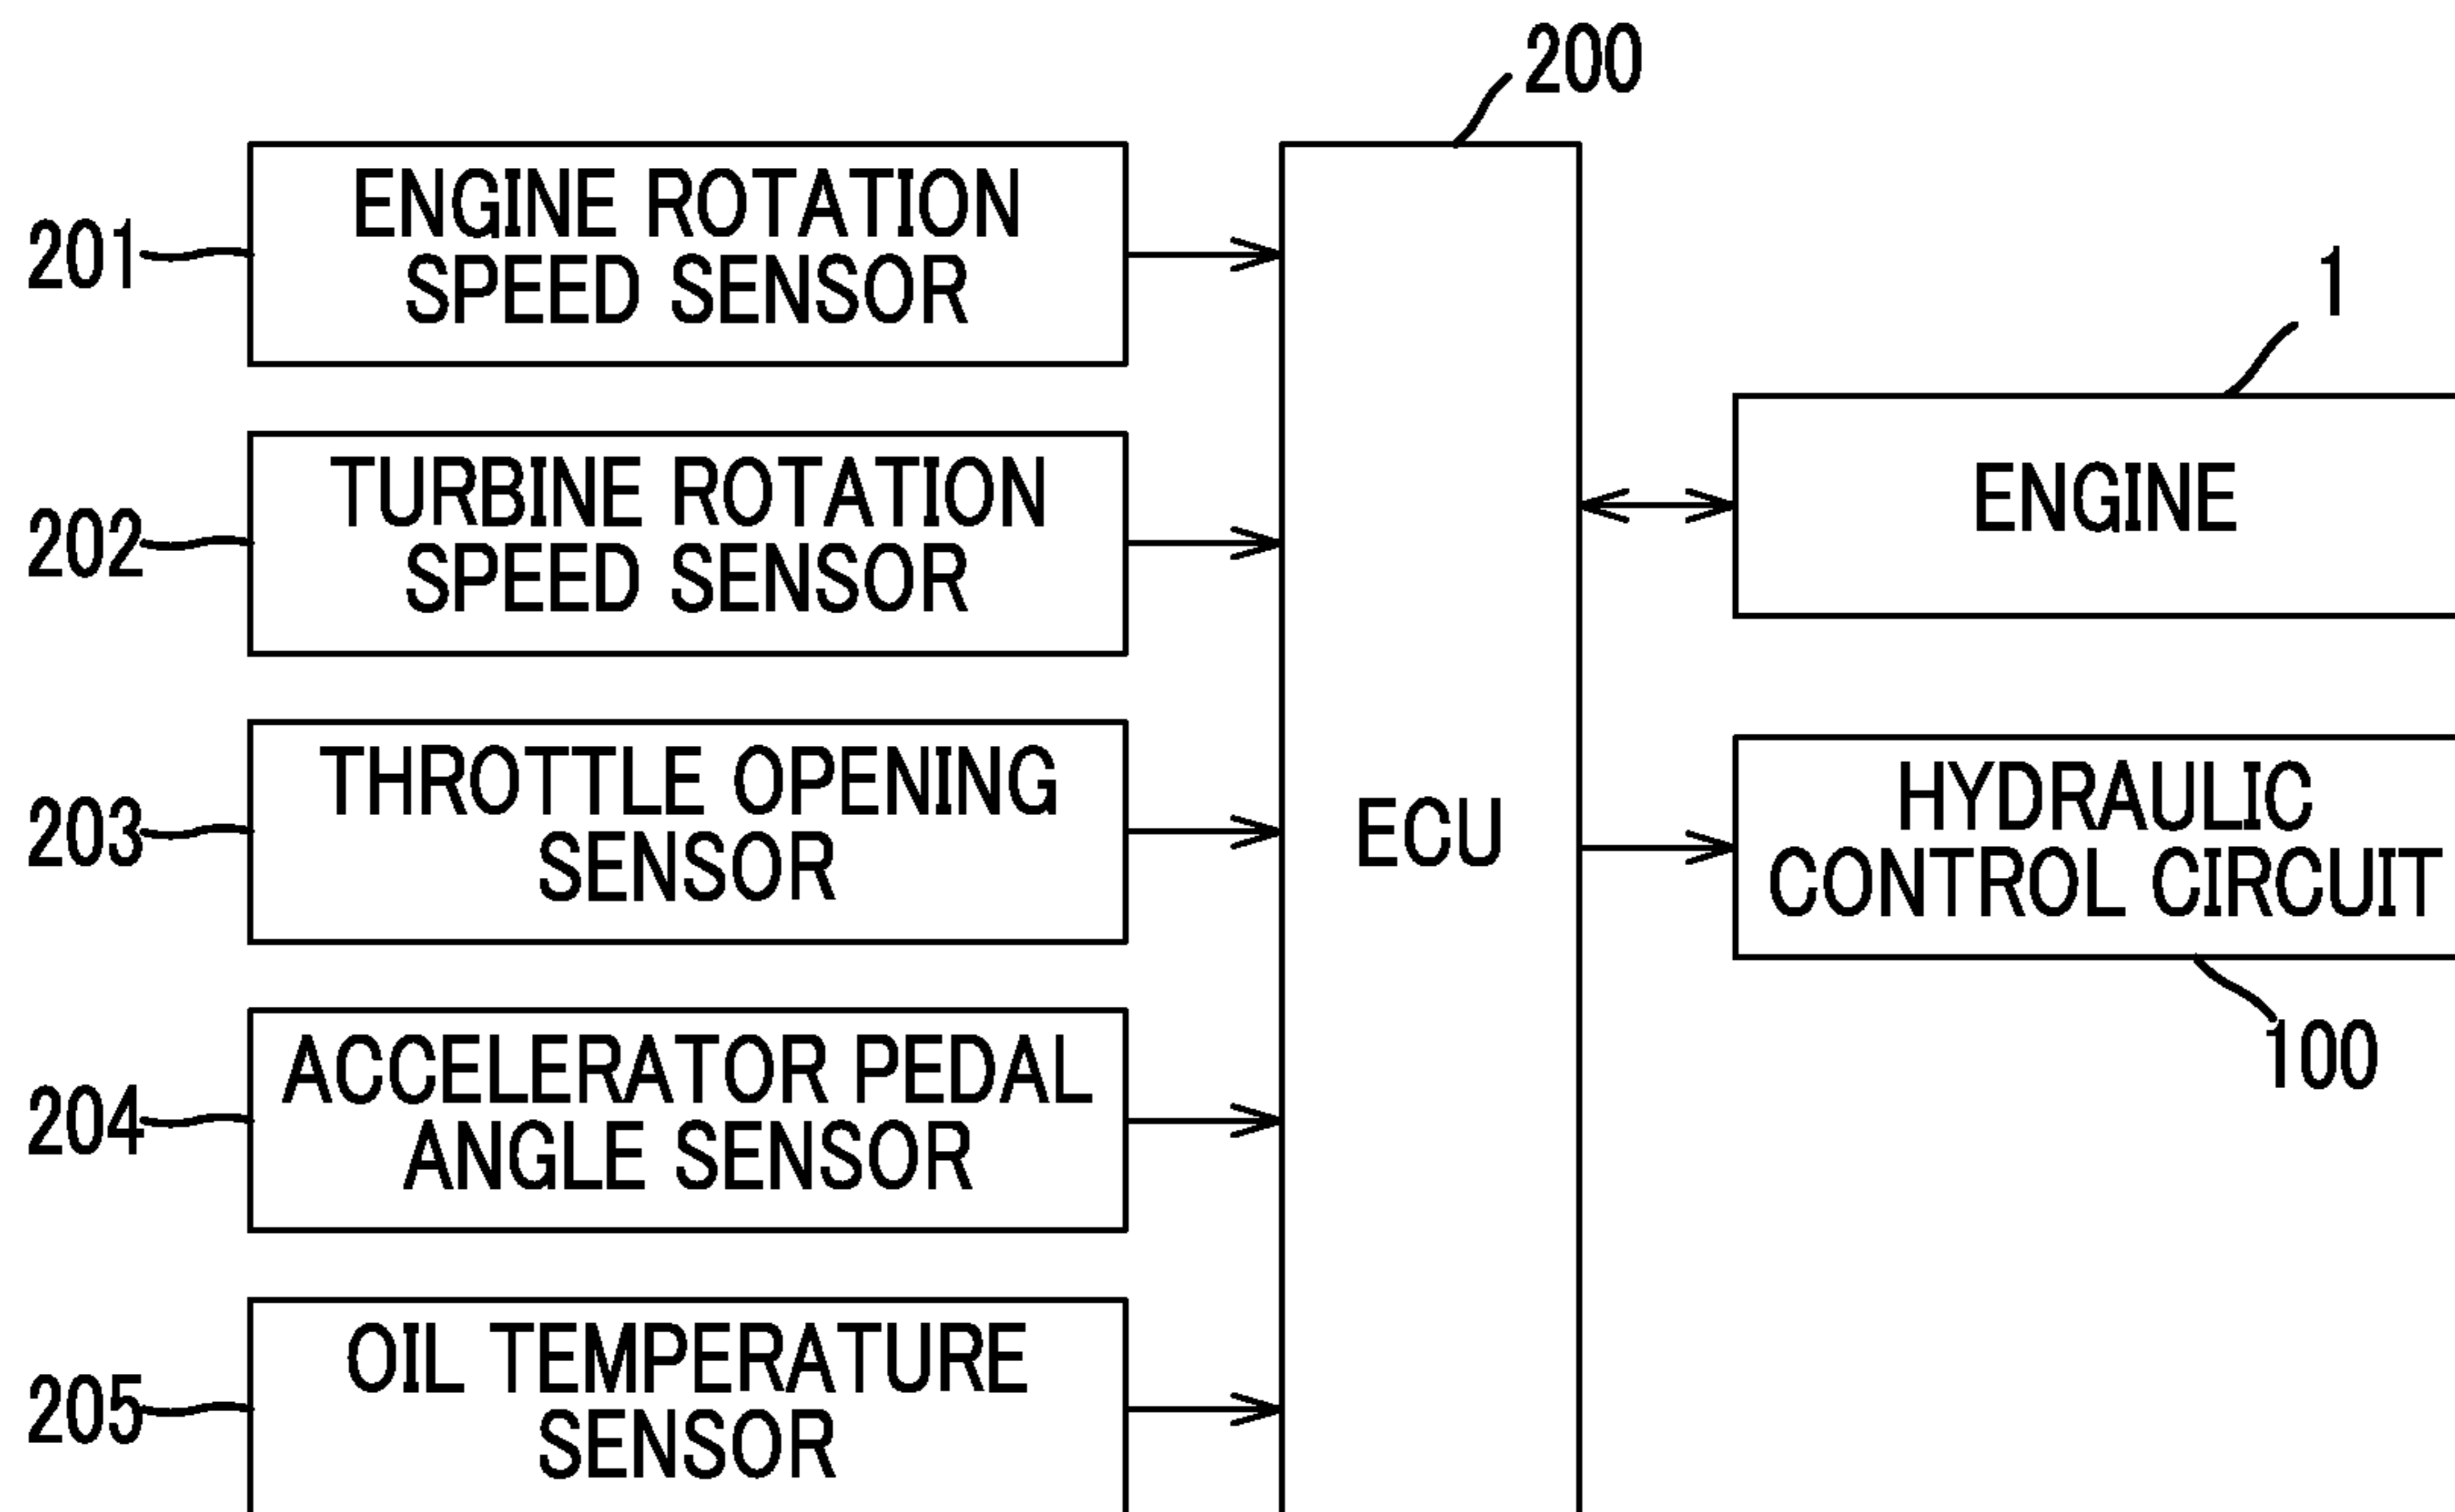 200
201
ENGINE ROTATION
SPEED SENSOR
1
202
TURBINE ROTATION
SPEED SENSOR
ENGINE
203
THROTTLE OPENING
SENSOR
ECU
HYDRAULIC
CONTROL CIRCUIT
100
204
ACCELERATOR PEDAL
ANGLE SENSOR
205
OIL TEMPERATURE
SENSOR